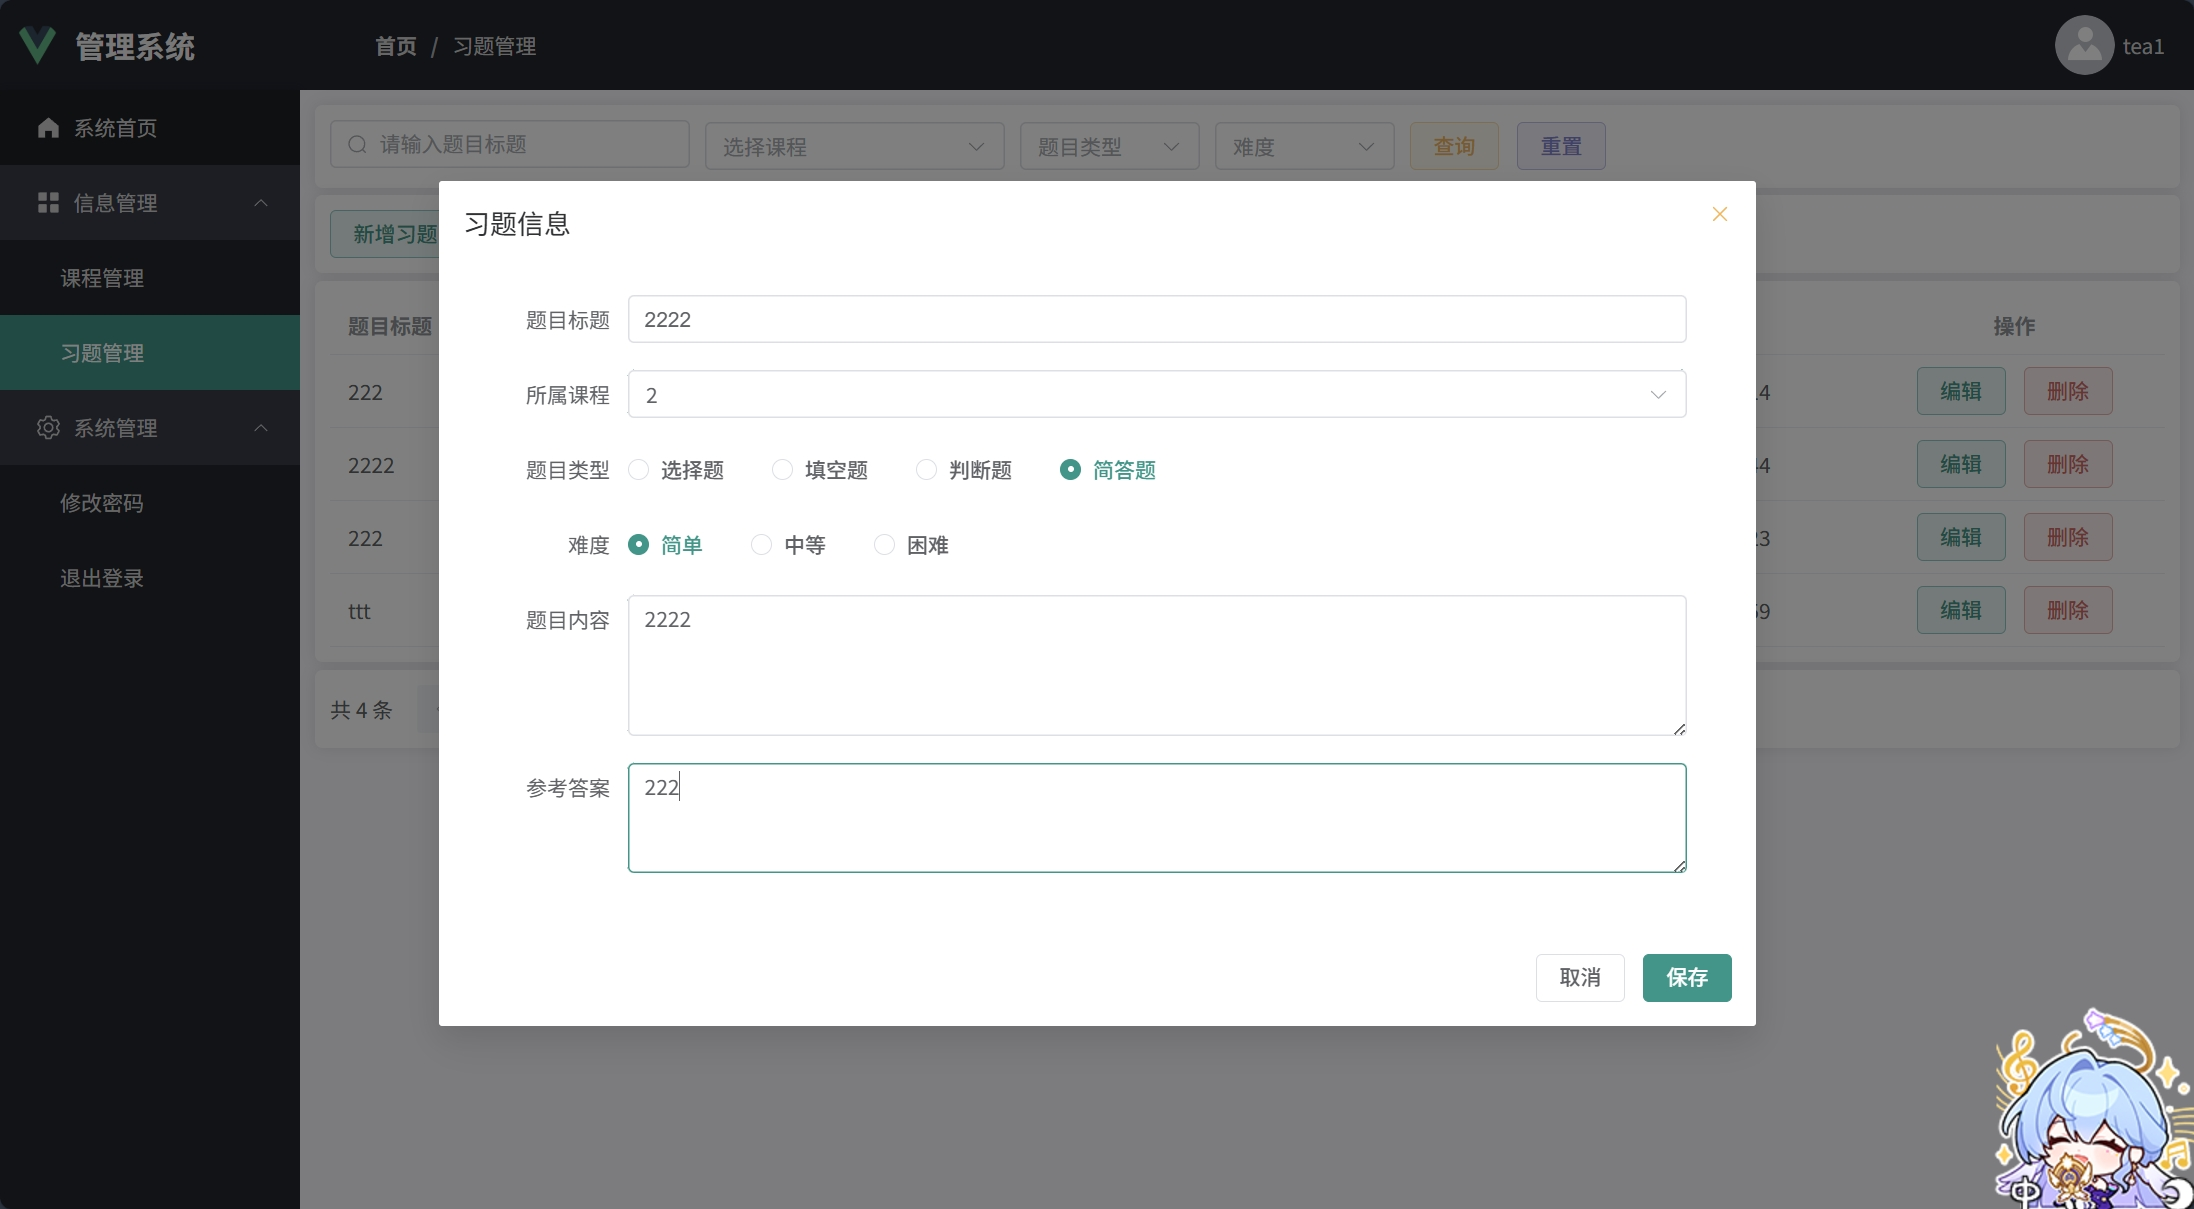 管理系统
首页 / 习题管理
tea1
系统首页
信息管理
课程管理
习题管理
系统管理
修改密码
退出登录
请输入题目标题
选择课程
题目类型
难度
查询
重置
新增习题
题目标题
操作
222
14
编辑
删除
2222
44
编辑
删除
222
23
编辑
删除
ttt
59
编辑
删除
共 4 条
习题信息
题目标题
2222
所属课程
2
题目类型
选择题
填空题
判断题
简答题
难度
简单
中等
困难
题目内容
2222
参考答案
222
取消
保存
中